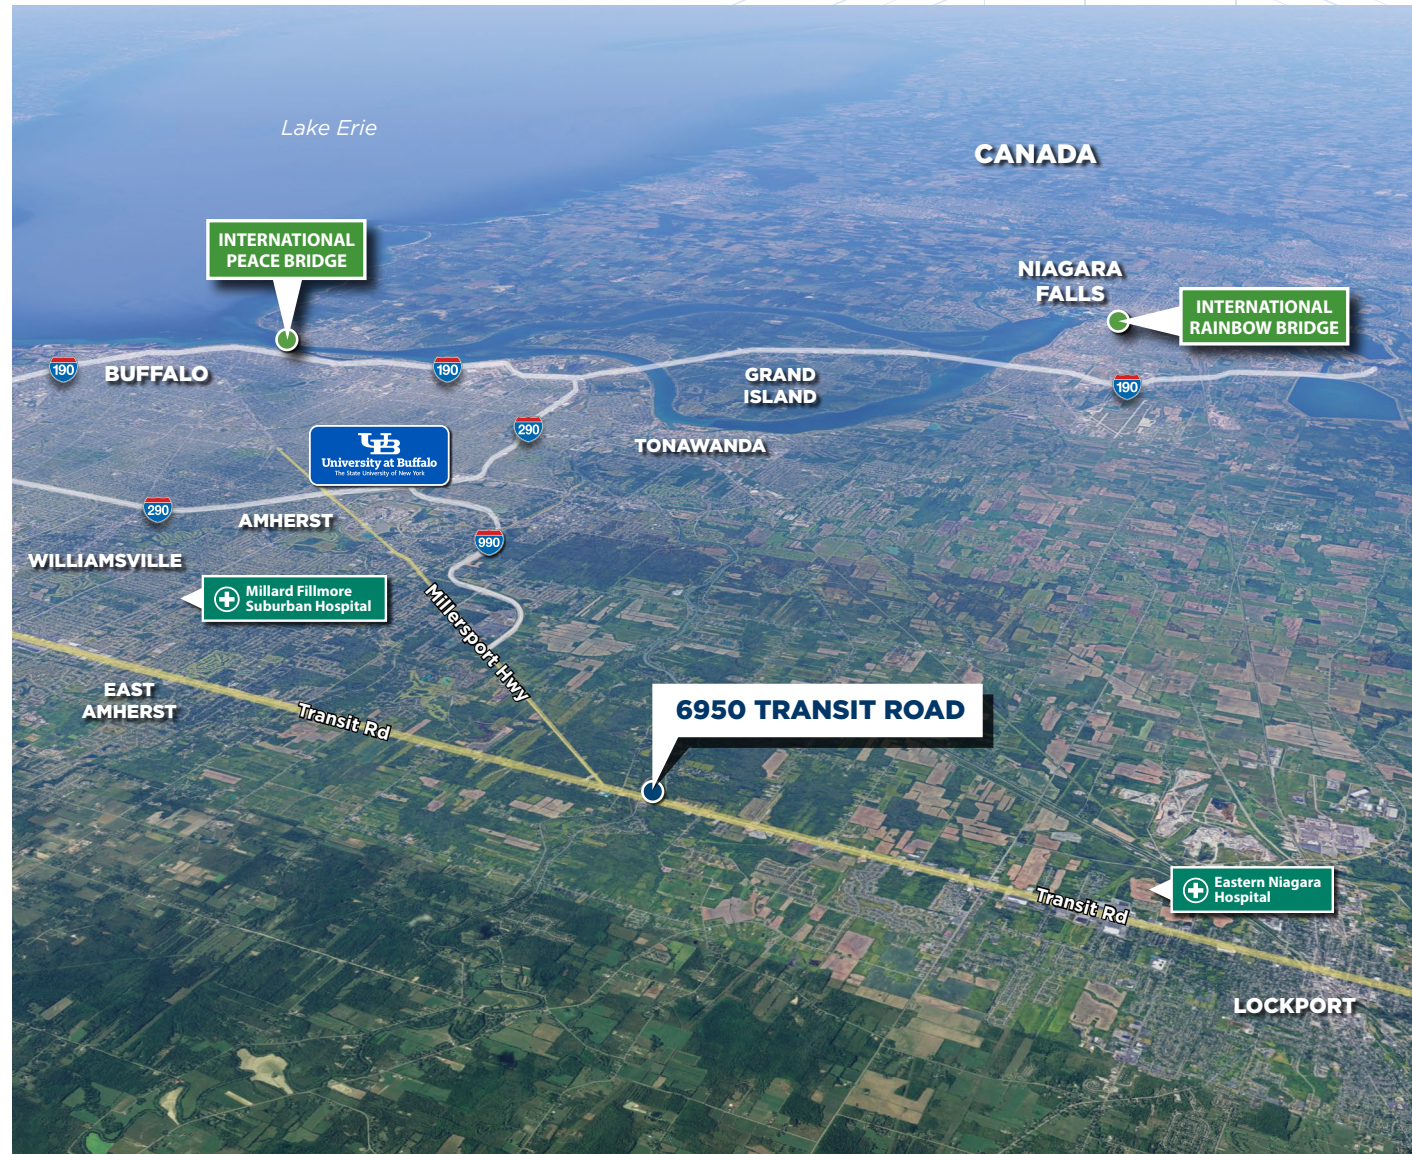 Lake Erie
CANADA
INTERNATIONAL
PEACE BRIDGE
NIAGARA
FALLS
INTERNATIONAL
RAINBOW BRIDGE
190
BUFFALO
190
GRAND
ISLAND
190
290
TONAWANDA
UB
University at Buffalo
The State University of New York
290
AMHERST
990
WILLIAMSVILLE
Millard Fillmore
Suburban Hospital
Millersport Hwy
EAST
AMHERST
Transit Rd
6950 TRANSIT ROAD
Eastern Niagara
Hospital
Transit Rd
LOCKPORT